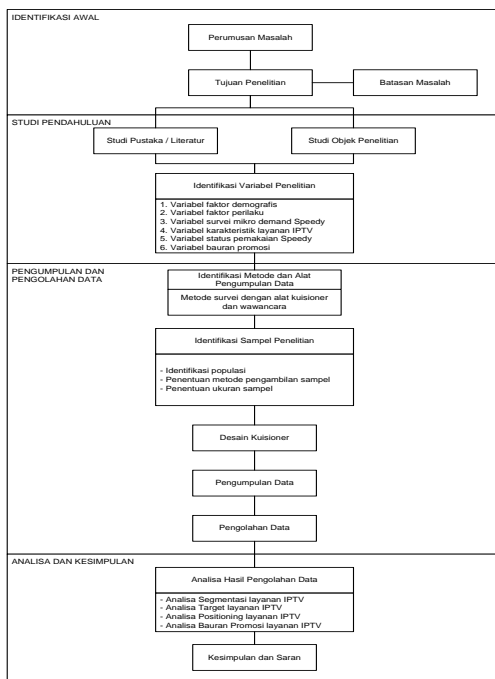 IDENTIFIKASI AWAL
Perumusan Masalah
Tujuan Penelitian
Batasan Masalah
STUDI PENDAHULUAN
Studi Pustaka / Literatur
Studi Objek Penelitian
Identifikasi Variabel Penelitian
1. Variabel faktor demografis
2. Variabel faktor perilaku
3. Variabel survei mikro demand Speedy
4. Variabel karakteristik layanan IPTV
5. Variabel status pemakaian Speedy
6. Variabel bauran promosi
PENGUMPULAN DAN
PENGOLAHAN DATA
Identifikasi Metode dan Alat
Pengumpulan Data
Metode survei dengan alat kuisioner
dan wawancara
Identifikasi Sampel Penelitian
- Identifikasi populasi
- Penentuan metode pengambilan sampel
- Penentuan ukuran sampel
Desain Kuisioner
Pengumpulan Data
Pengolahan Data
ANALISA DAN KESIMPULAN
Analisa Hasil Pengolahan Data
- Analisa Segmentasi layanan IPTV
- Analisa Target layanan IPTV
- Analisa Positioning layanan IPTV
- Analisa Bauran Promosi layanan IPTV
Kesimpulan dan Saran